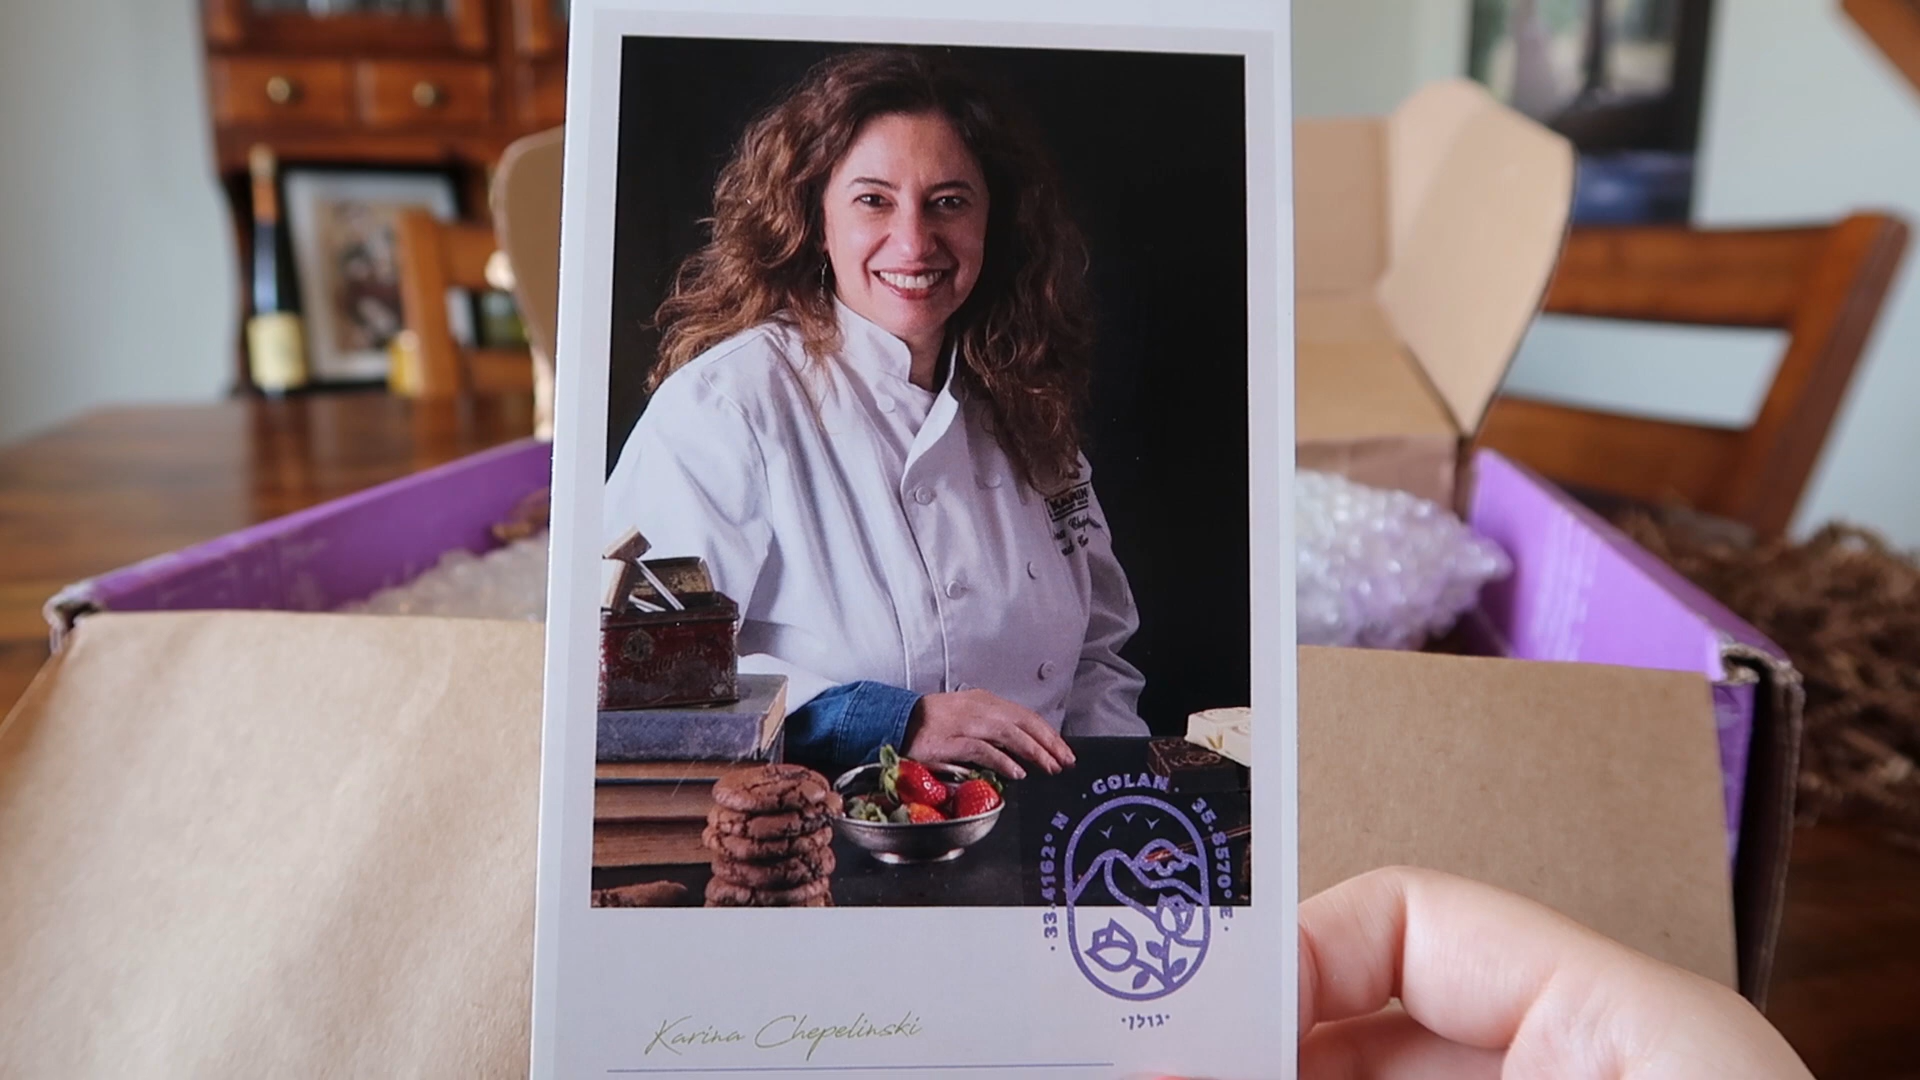 · GOLAN ·
· 33.4162° N
35.8570° E ·
·גולן·
Karina Chepelinski